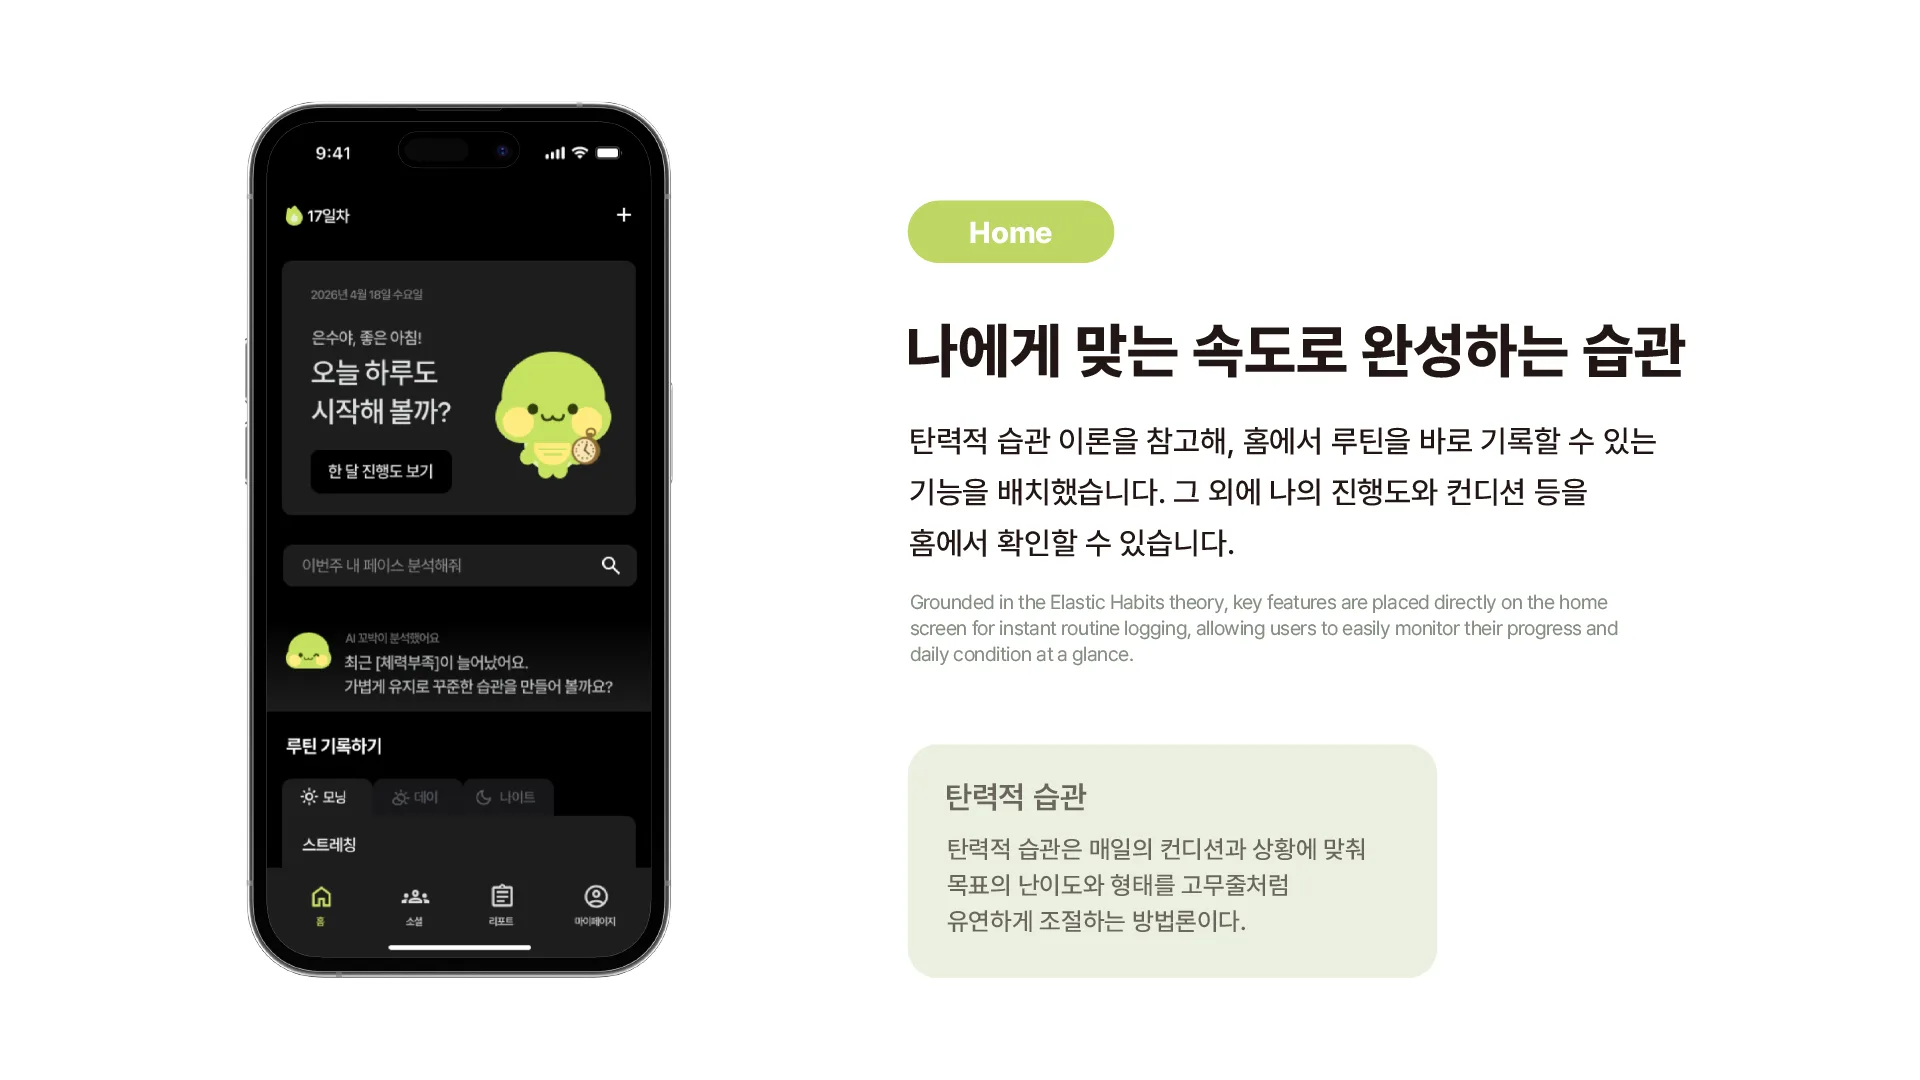 9:41
17일차
2026년 4월 18일 수요일
은수야, 좋은 아침!
오늘 하루도
시작해 볼까?
한 달 진행도 보기
이번주 내 페이스 분석해줘
AI 꼬박이 분석했어요
최근 [체력부족]이 늘어났어요.
가볍게 유지로 꾸준한 습관을 만들어 볼까요?
루틴 기록하기
모닝 데이 나이트
스트레칭
홈 소셜 리포트 마이페이지
Home
나에게 맞는 속도로 완성하는 습관
탄력적 습관 이론을 참고해, 홈에서 루틴을 바로 기록할 수 있는
기능을 배치했습니다. 그 외에 나의 진행도와 컨디션 등을
홈에서 확인할 수 있습니다.
Grounded in the Elastic Habits theory, key features are placed directly on the home
screen for instant routine logging, allowing users to easily monitor their progress and
daily condition at a glance.
탄력적 습관
탄력적 습관은 매일의 컨디션과 상황에 맞춰
목표의 난이도와 형태를 고무줄처럼
유연하게 조절하는 방법론이다.